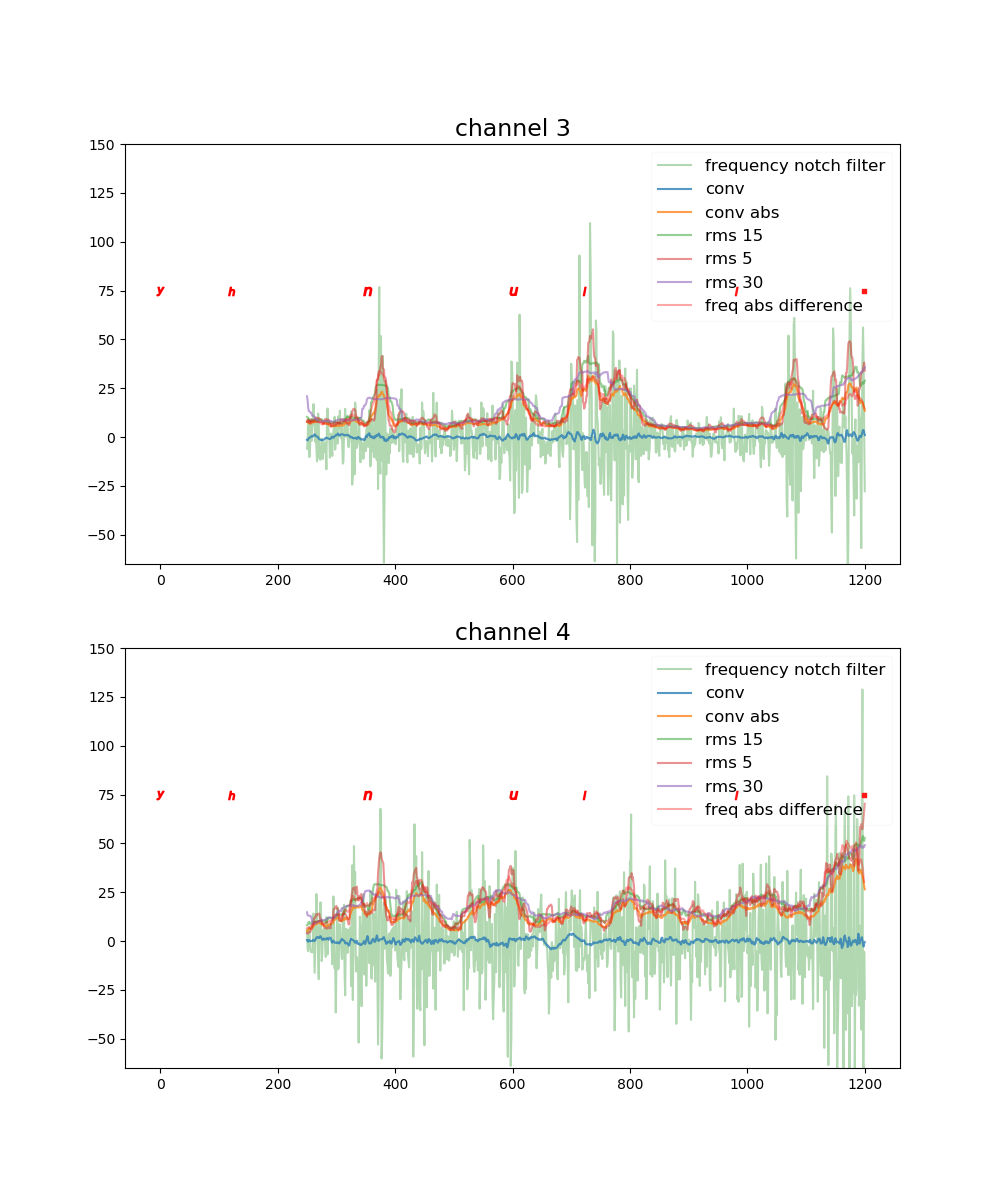 channel 3
150
125
100
75
50
25
0
−25
−50
frequency notch filter
conv
conv abs
rms 15
rms 5
rms 30
freq abs difference
y h n u l l
0 200 400 600 800 1000 1200
channel 4
150
125
100
75
50
25
0
−25
−50
frequency notch filter
conv
conv abs
rms 15
rms 5
rms 30
freq abs difference
y h n u l l
0 200 400 600 800 1000 1200